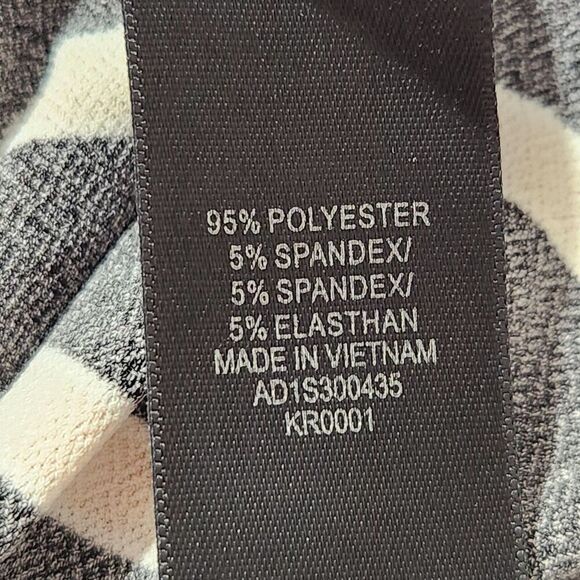 95% POLYESTER
5% SPANDEX/
5% SPANDEX/
5% ELASTHAN
MADE IN VIETNAM
AD1S300435
KR0001